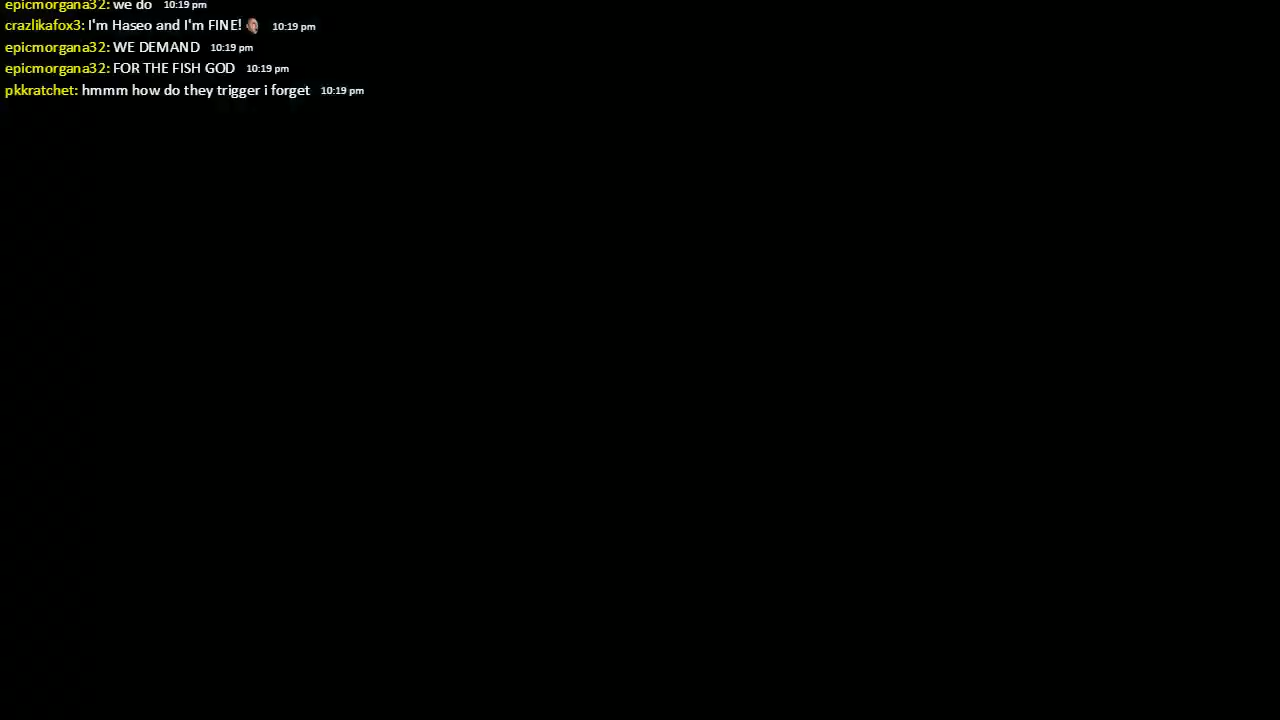 epicmorgana32: we do 10:19 pm
crazlikafox3: I'm Haseo and I'm FINE! 10:19 pm
epicmorgana32: WE DEMAND 10:19 pm
epicmorgana32: FOR THE FISH GOD 10:19 pm
pkkratchet: hmmm how do they trigger i forget 10:19 pm